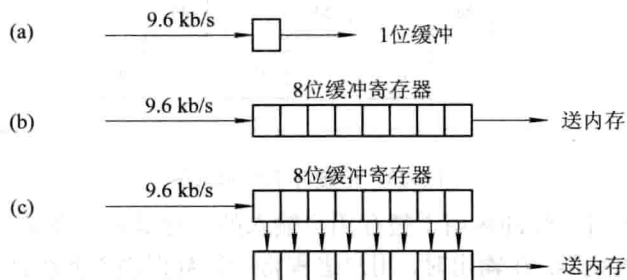 (a) 9.6 kb/s 1位缓冲
8位缓冲寄存器
(b) 9.6 kb/s 送内存
8位缓冲寄存器
(c) 9.6 kb/s
送内存